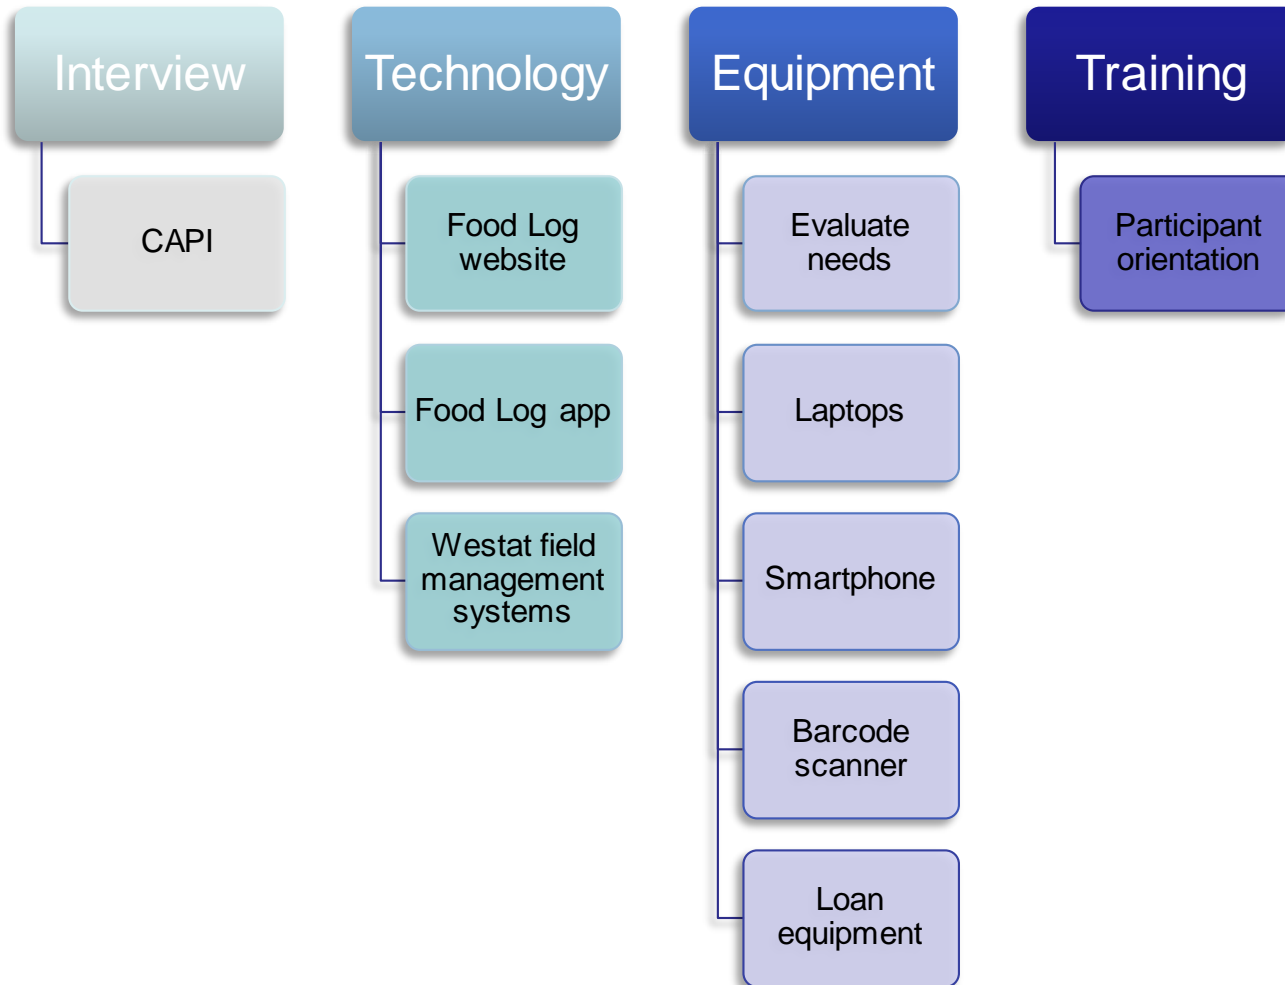 Interview
CAPI
Technology
Food Log
website
Food Log app
Westat field
management
systems
Equipment
Evaluate
needs
Laptops
Smartphone
Barcode
scanner
Loan
equipment
Training
Participant
orientation